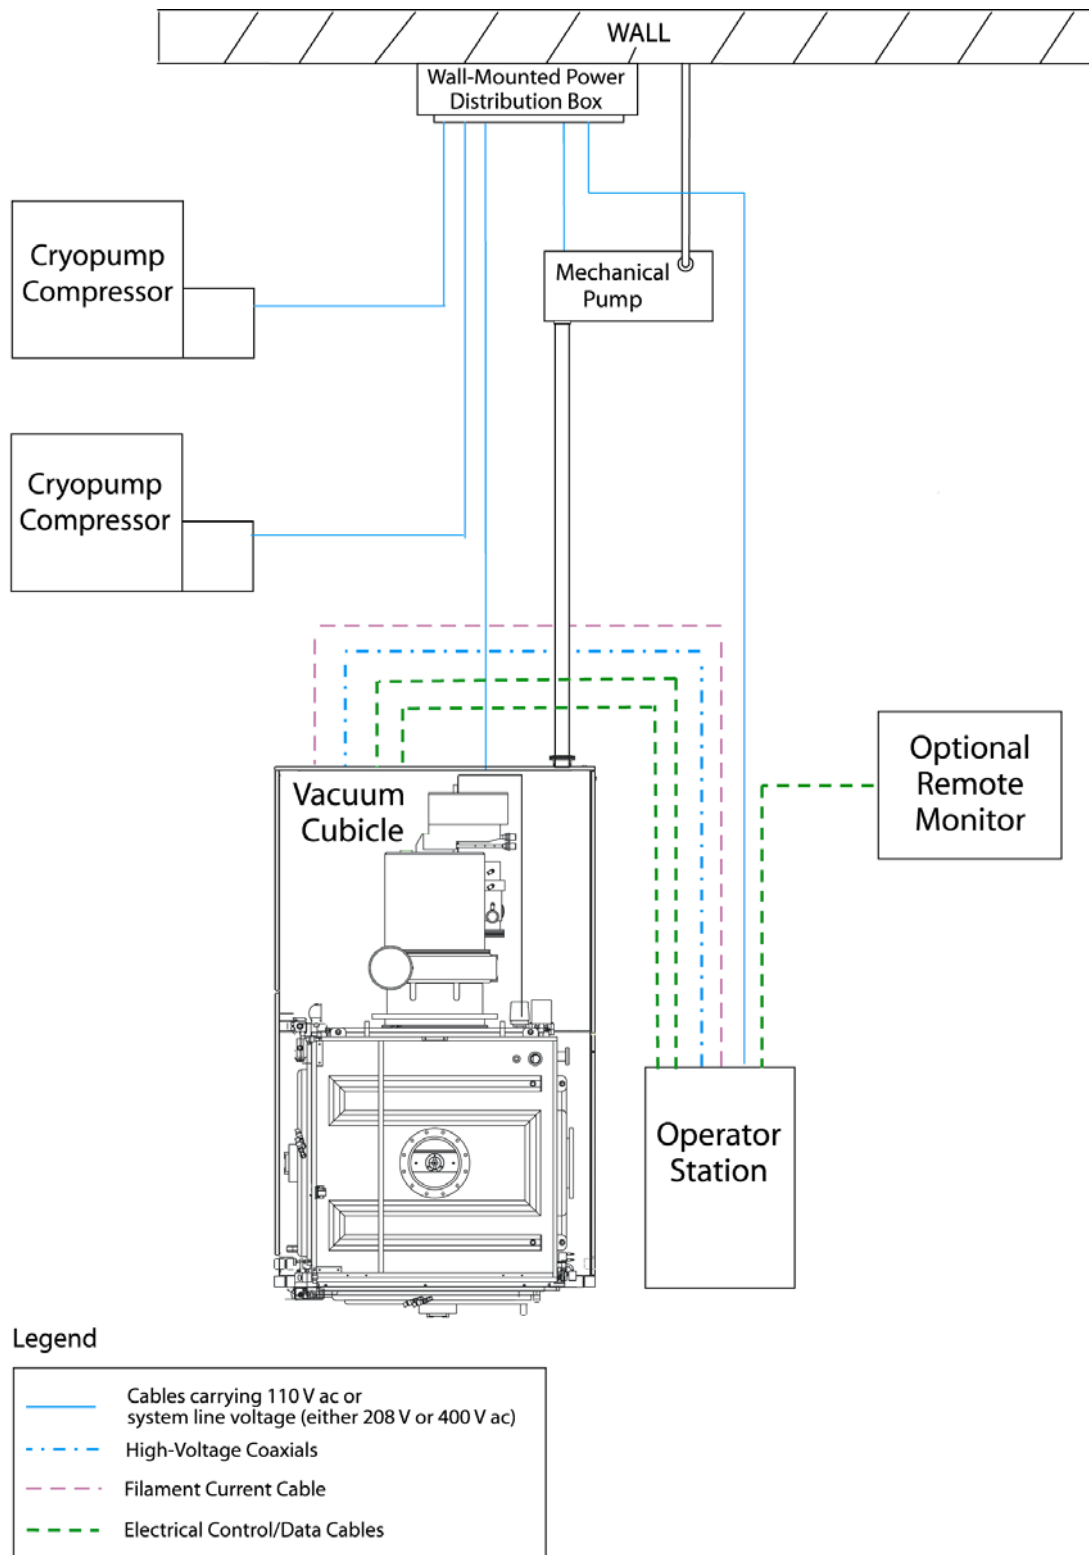 WALL
Wall-Mounted Power
Distribution Box
Cryopump
Compressor
Mechanical
Pump
Cryopump
Compressor
Vacuum
Cubicle
Optional
Remote
Monitor
Operator
Station
Legend
Cables carrying 110 V ac or
system line voltage (either 208 V or 400 V ac)
High-Voltage Coaxials
Filament Current Cable
Electrical Control/Data Cables